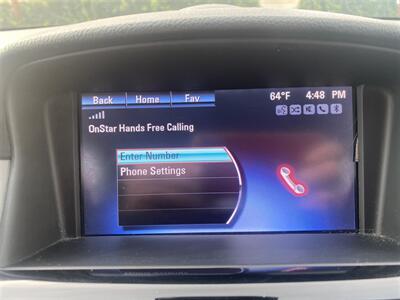 Back Home Fav
64°F 4:48 PM
OnStar Hands Free Calling
Enter Number
Phone Settings